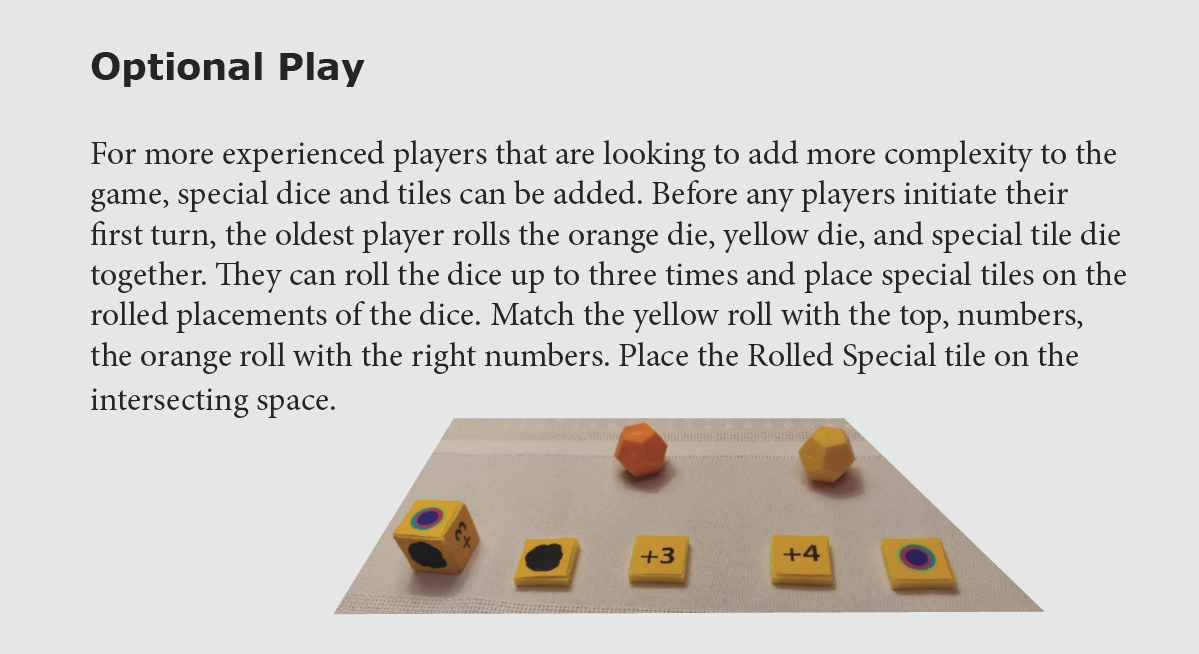 Optional Play
For more experienced players that are looking to add more complexity to the
game, special dice and tiles can be added. Before any players initiate their
first turn, the oldest player rolls the orange die, yellow die, and special tile die
together. They can roll the dice up to three times and place special tiles on the
rolled placements of the dice. Match the yellow roll with the top, numbers,
the orange roll with the right numbers. Place the Rolled Special tile on the
intersecting space.
+3
+3
+4